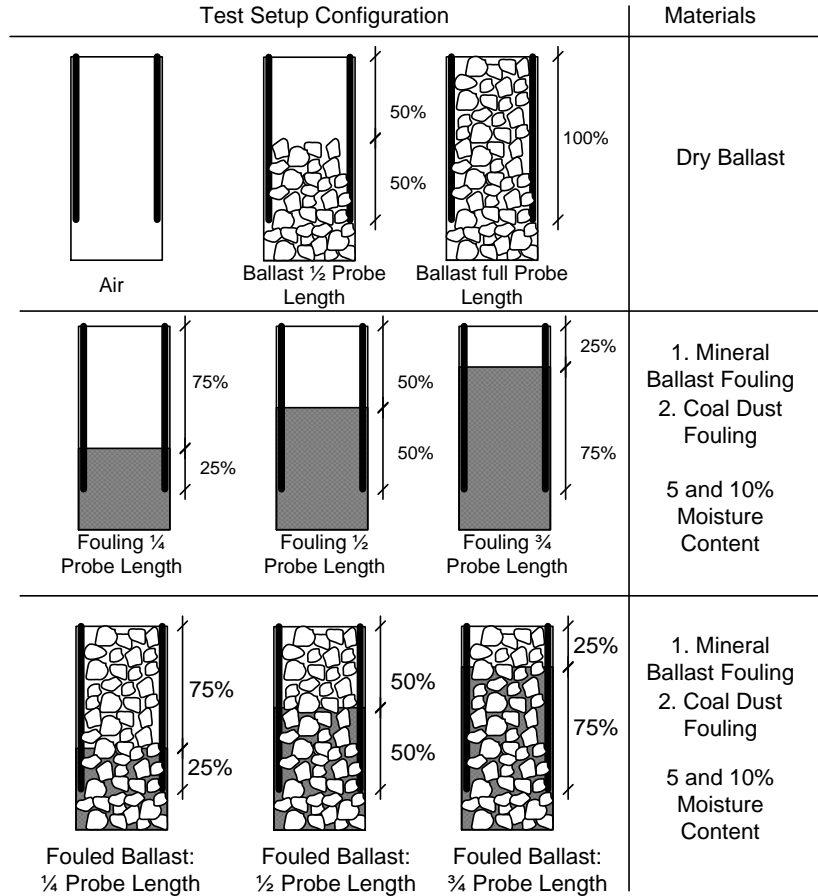 Test Setup Configuration
Materials
50%
50%
100%
Dry Ballast
Air
Ballast ½ Probe
Length
Ballast full Probe
Length
75%
25%
50%
50%
25%
75%
1. Mineral
Ballast Fouling
2. Coal Dust
Fouling
5 and 10%
Moisture
Content
Fouling ¼
Probe Length
Fouling ½
Probe Length
Fouling ¾
Probe Length
75%
25%
50%
50%
25%
75%
1. Mineral
Ballast Fouling
2. Coal Dust
Fouling
5 and 10%
Moisture
Content
Fouled Ballast:
¼ Probe Length
Fouled Ballast:
½ Probe Length
Fouled Ballast:
¾ Probe Length